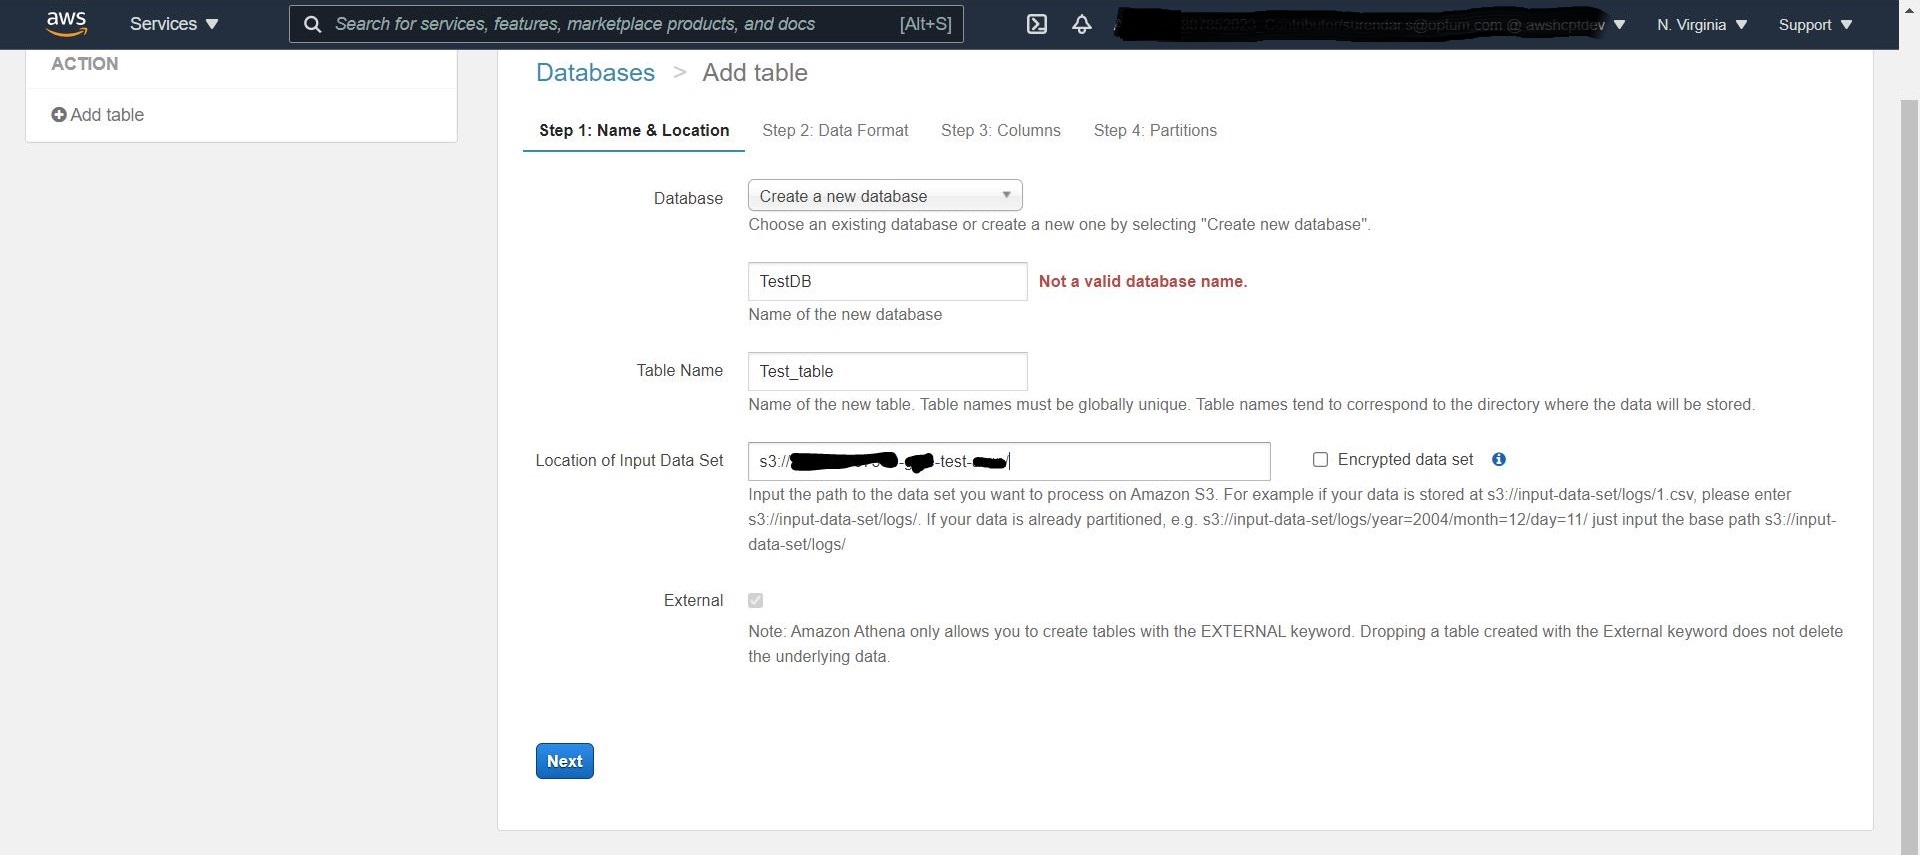 aws
Services
Search for services, features, marketplace products, and docs
[Alt+S]
N. Virginia
Support
ACTION
Add table
Databases > Add table
Step 1: Name & Location
Step 2: Data Format
Step 3: Columns
Step 4: Partitions
Database
Create a new database
Choose an existing database or create a new one by selecting "Create new database".
TestDB
Not a valid database name.
Name of the new database
Table Name
Test_table
Name of the new table. Table names must be globally unique. Table names tend to correspond to the directory where the data will be stored.
Location of Input Data Set
s3:// -test- /
Encrypted data set
Input the path to the data set you want to process on Amazon S3. For example if your data is stored at s3://input-data-set/logs/1.csv, please enter
s3://input-data-set/logs/. If your data is already partitioned, e.g. s3://input-data-set/logs/year=2004/month=12/day=11/ just input the base path s3://input-
data-set/logs/
External
Note: Amazon Athena only allows you to create tables with the EXTERNAL keyword. Dropping a table created with the External keyword does not delete
the underlying data.
Next